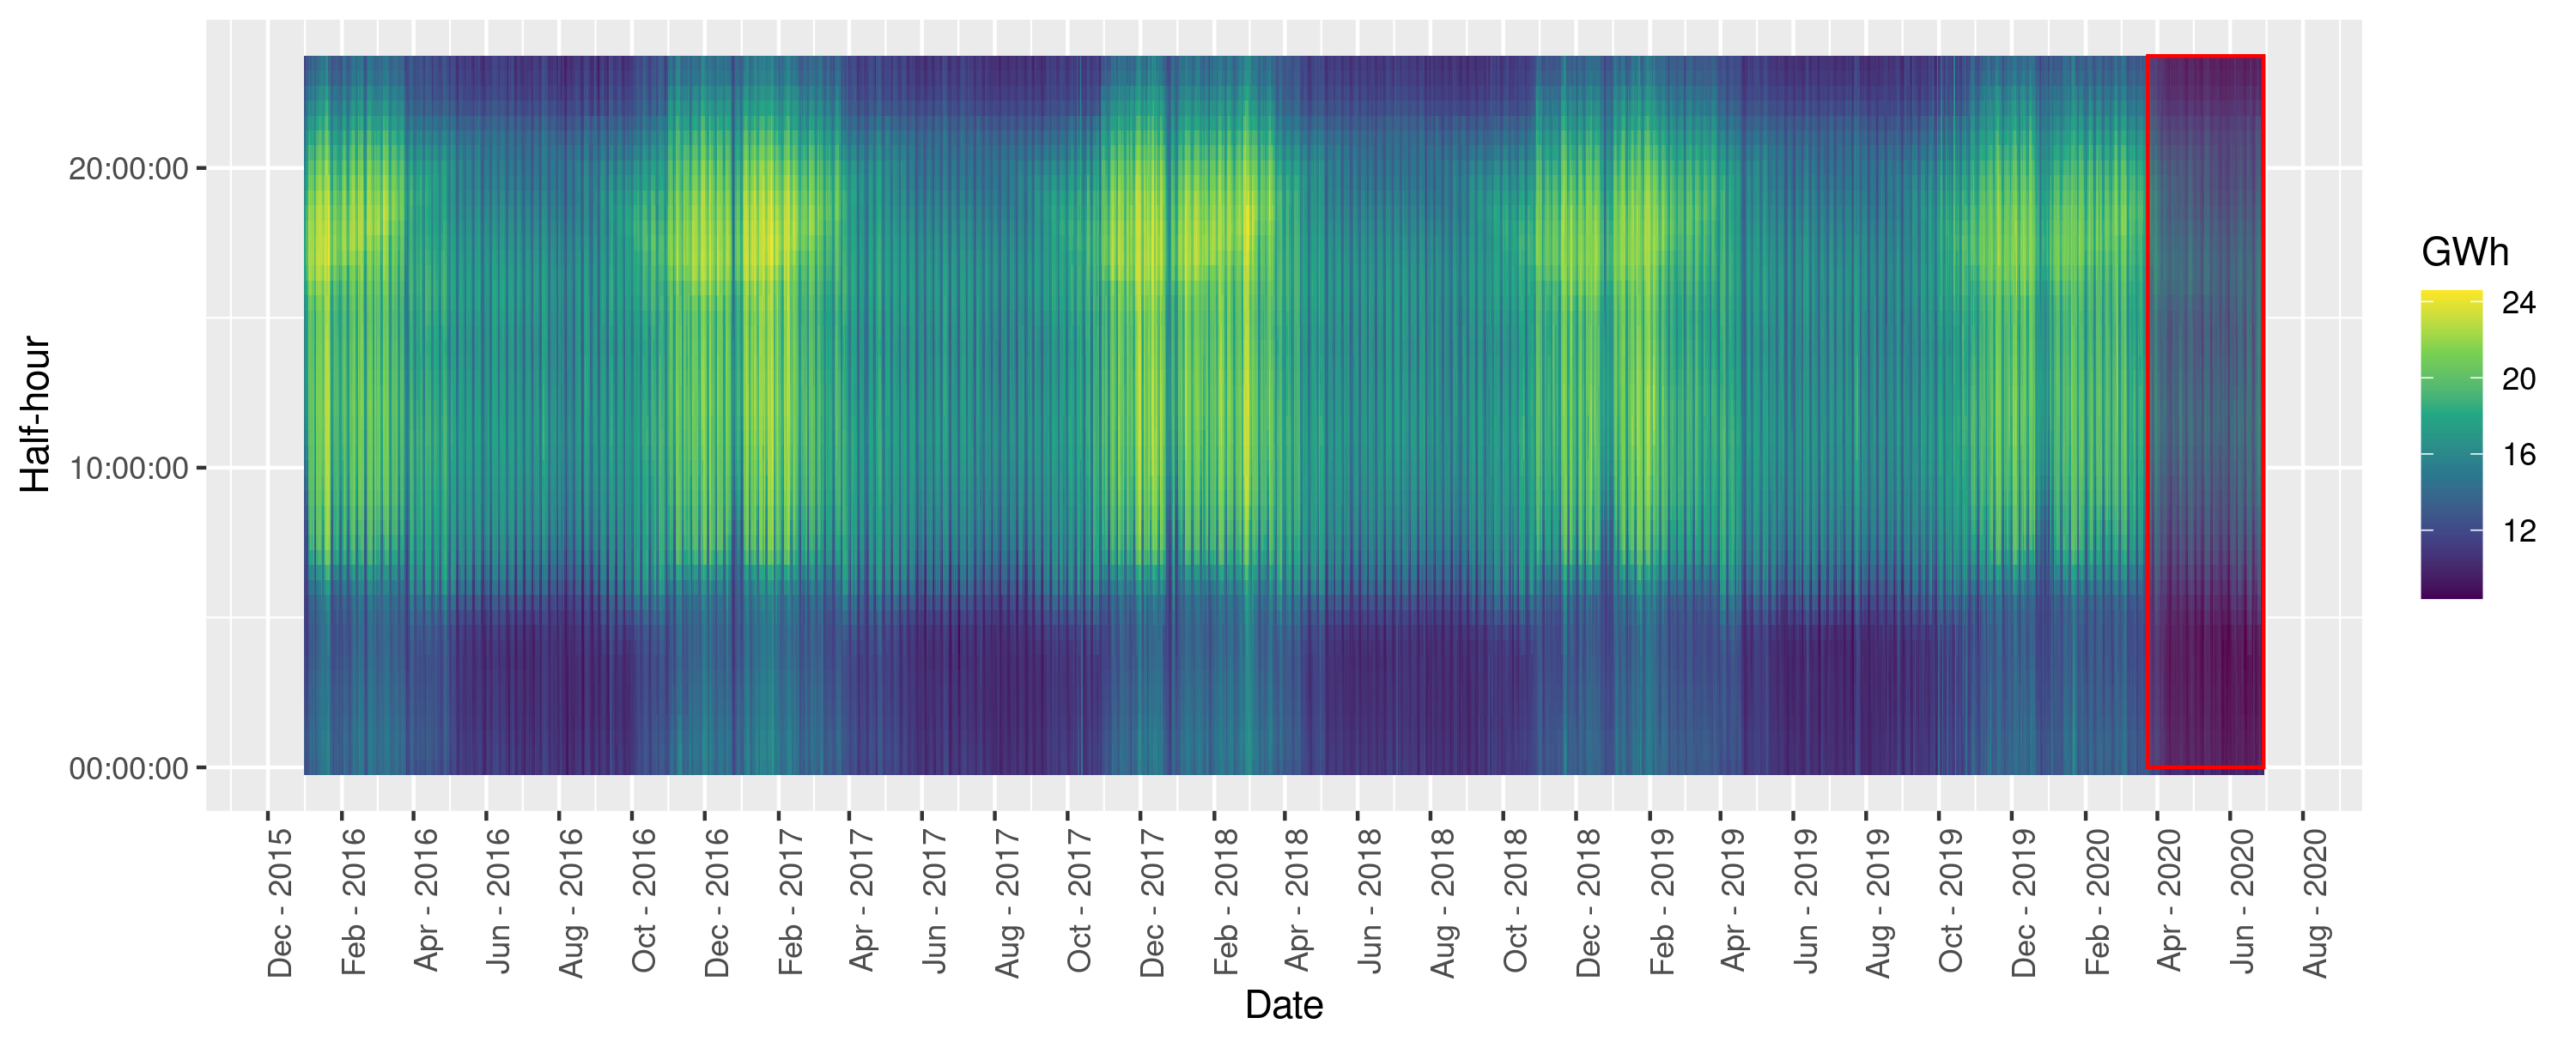 Half-hour
20:00:00
10:00:00
00:00:00
Dec - 2015
Feb - 2016
Apr - 2016
Jun - 2016
Aug - 2016
Oct - 2016
Dec - 2016
Feb - 2017
Apr - 2017
Jun - 2017
Aug - 2017
Oct - 2017
Dec - 2017
Feb - 2018
Apr - 2018
Jun - 2018
Aug - 2018
Oct - 2018
Dec - 2018
Feb - 2019
Apr - 2019
Jun - 2019
Aug - 2019
Oct - 2019
Dec - 2019
Feb - 2020
Apr - 2020
Jun - 2020
Aug - 2020
Date
GWh
24
20
16
12